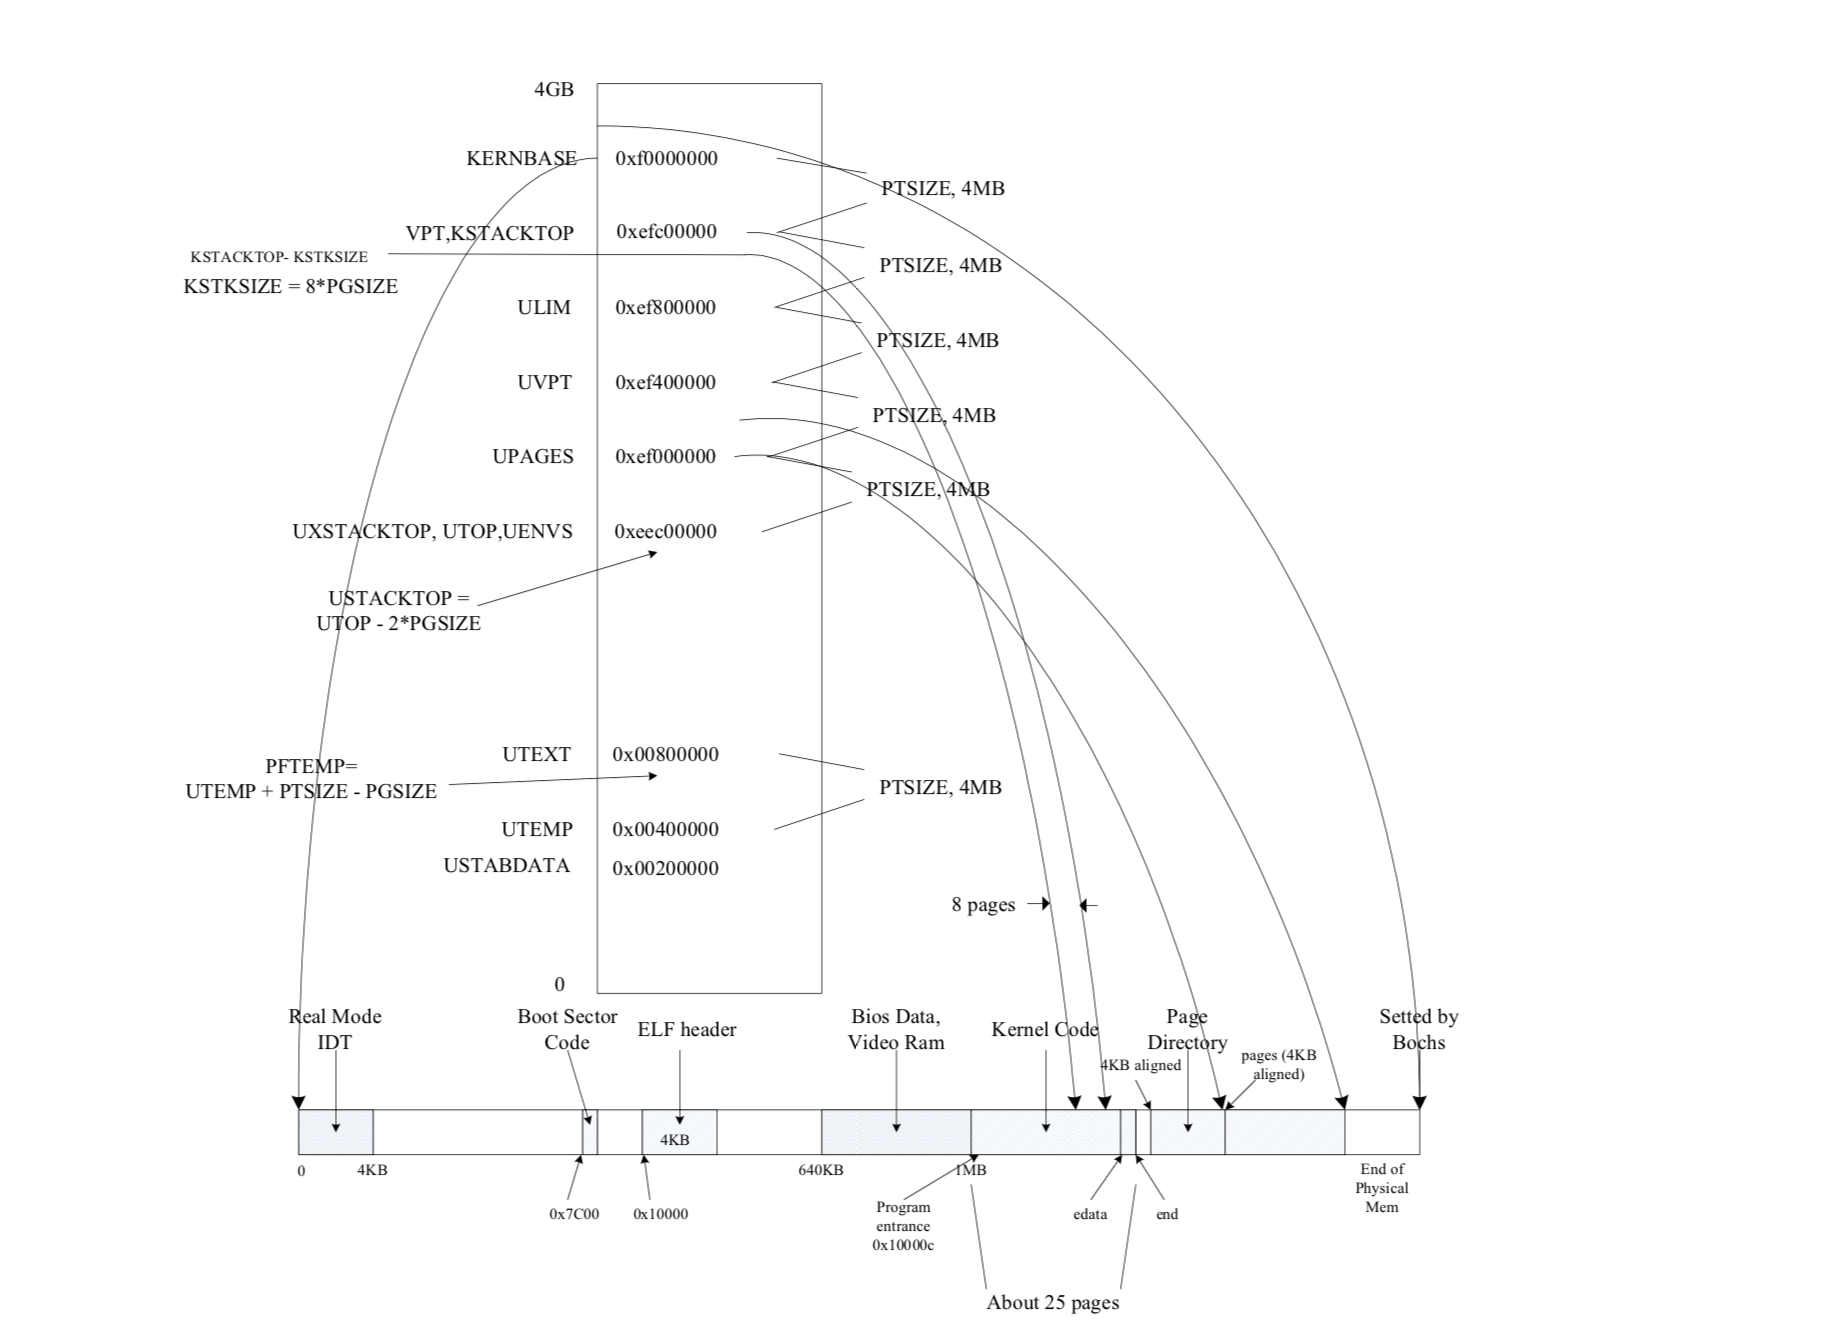 4GB
KERNBASE 0xf0000000
PTSIZE, 4MB
VPT,KSTACKTOP 0xefc00000
KSTACKTOP- KSTKSIZE
PTSIZE, 4MB
KSTKSIZE = 8*PGSIZE
ULIM 0xef800000
PTSIZE, 4MB
UVPT 0xef400000
PTSIZE, 4MB
UPAGES 0xef000000
PTSIZE, 4MB
UXSTACKTOP, UTOP,UENVS 0xeec00000
USTACKTOP =
UTOP - 2*PGSIZE
UTEXT 0x00800000
PFTEMP=
UTEMP + PTSIZE - PGSIZE
PTSIZE, 4MB
UTEMP 0x00400000
USTABDATA 0x00200000
8 pages
0
Real Mode
IDT
Boot Sector
Code
ELF header
Bios Data,
Video Ram
Kernel Code
4KB aligned
Page
Directory
pages (4KB
aligned)
Setted by
Bochs
4KB
0
4KB
640KB
1MB
End of
Physical
Mem
0x7C00
0x10000
Program
entrance
0x10000c
edata
end
About 25 pages